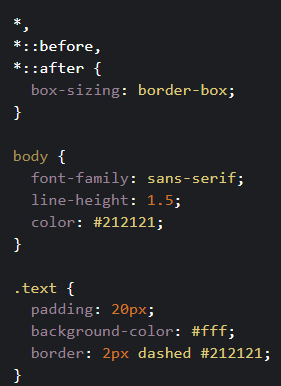 *,
*::before,
*::after {
  box-sizing: border-box;
}

body {
  font-family: sans-serif;
  line-height: 1.5;
  color: #212121;
}

.text {
  padding: 20px;
  background-color: #fff;
  border: 2px dashed #212121;
}